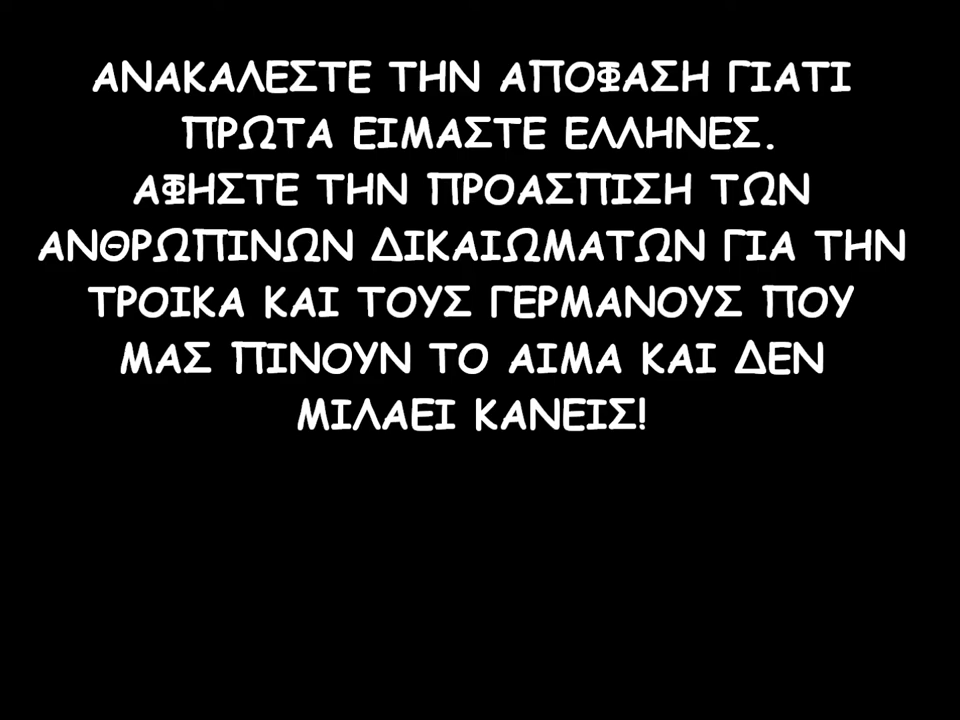 ΑΝΑΚΑΛΕΣΤΕ ΤΗΝ ΑΠΟΦΑΣΗ ΓΙΑΤΙ
ΠΡΩΤΑ ΕΙΜΑΣΤΕ ΕΛΛΗΝΕΣ.
ΑΦΗΣΤΕ ΤΗΝ ΠΡΟΑΣΠΙΣΗ ΤΩΝ
ΑΝΘΡΩΠΙΝΩΝ ΔΙΚΑΙΩΜΑΤΩΝ ΓΙΑ ΤΗΝ
ΤΡΟΙΚΑ ΚΑΙ ΤΟΥΣ ΓΕΡΜΑΝΟΥΣ ΠΟΥ
ΜΑΣ ΠΙΝΟΥΝ ΤΟ ΑΙΜΑ ΚΑΙ ΔΕΝ
ΜΙΛΑΕΙ ΚΑΝΕΙΣ!